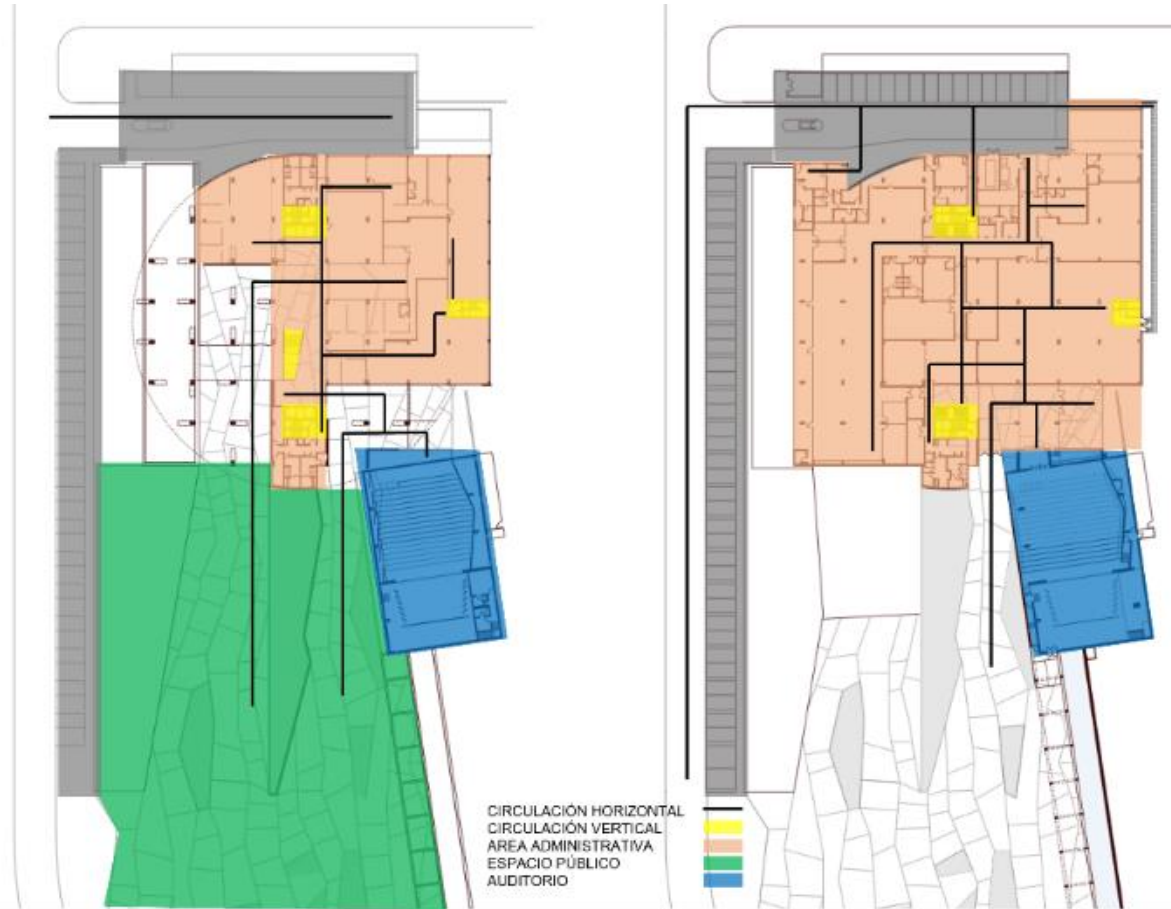 CIRCULACIÓN HORIZONTAL
CIRCULACIÓN VERTICAL
AREA ADMINISTRATIVA
ESPACIO PÚBLICO
AUDITORIO